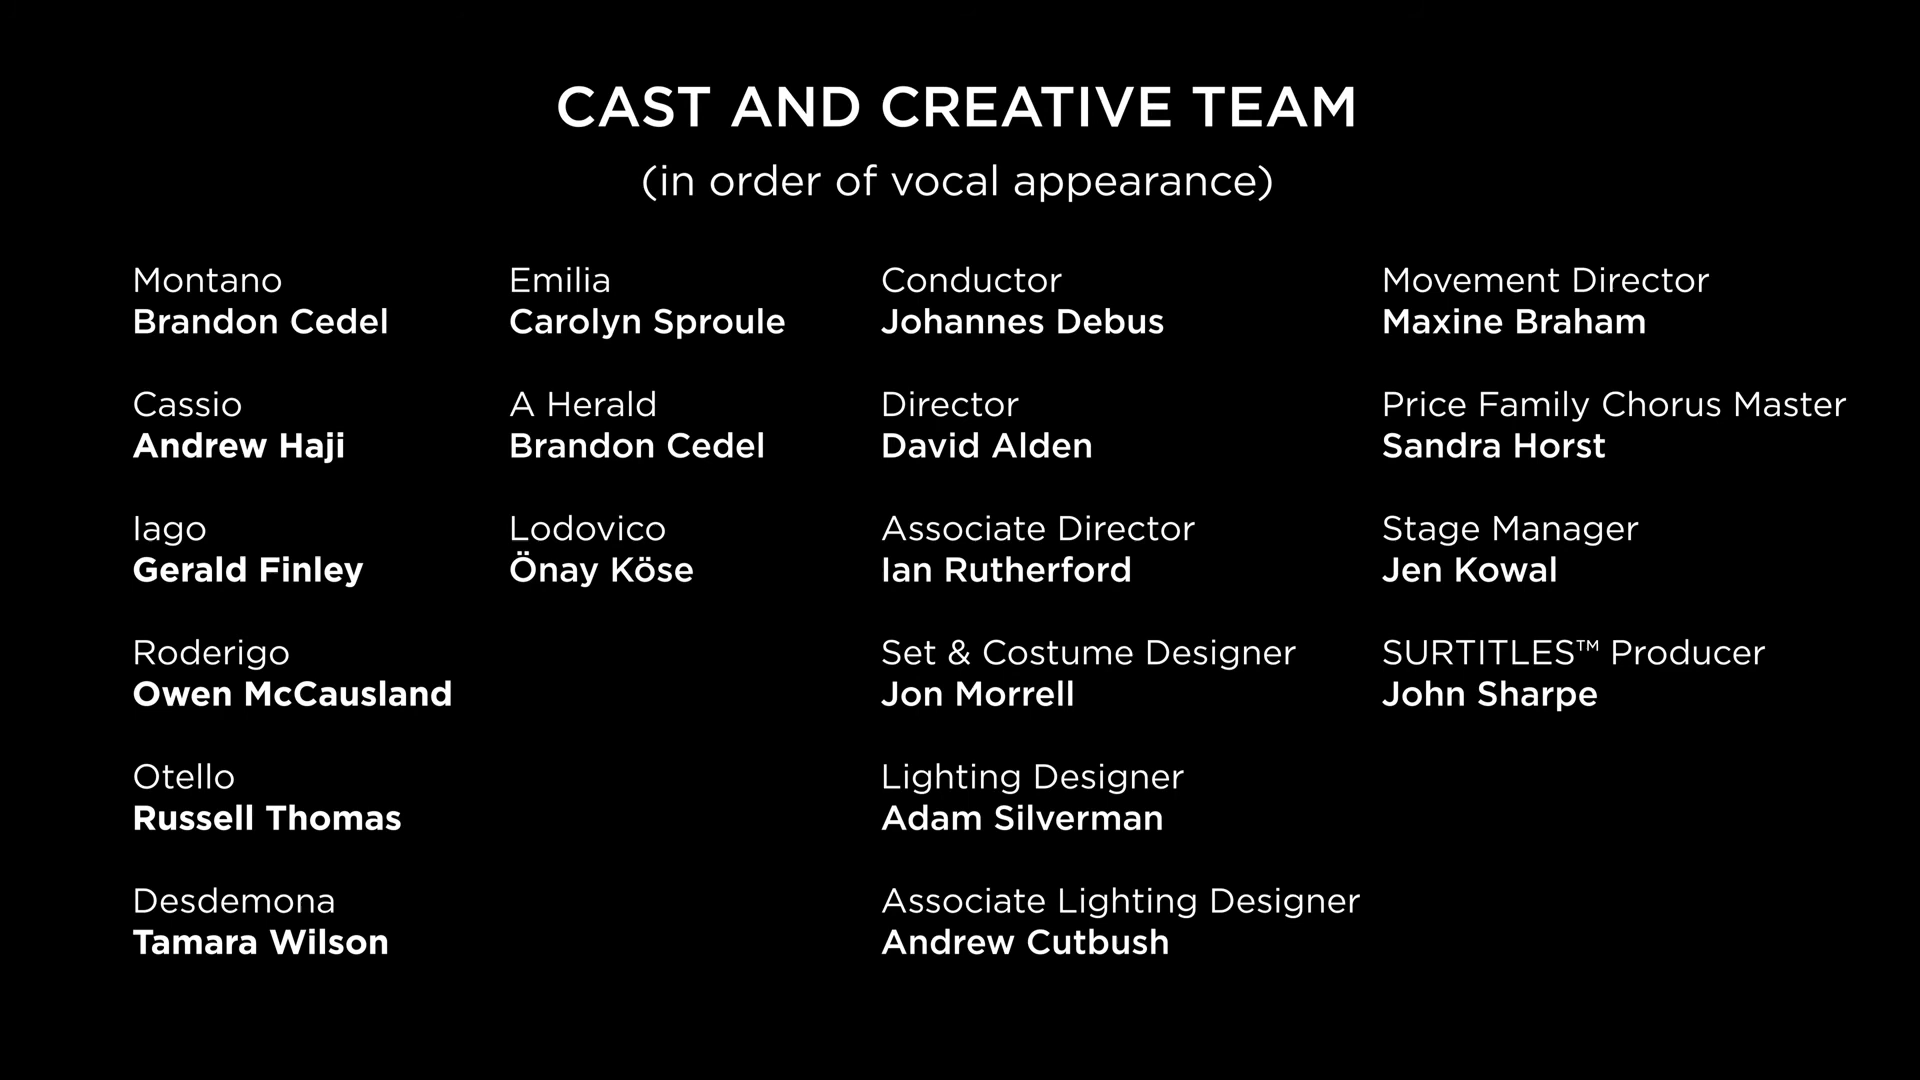 CAST AND CREATIVE TEAM
(in order of vocal appearance)
Montano
Brandon Cedel
Cassio
Andrew Haji
Iago
Gerald Finley
Roderigo
Owen McCausland
Otello
Russell Thomas
Desdemona
Tamara Wilson
Emilia
Carolyn Sproule
A Herald
Brandon Cedel
Lodovico
Önay Köse
Conductor
Johannes Debus
Director
David Alden
Associate Director
Ian Rutherford
Set & Costume Designer
Jon Morrell
Lighting Designer
Adam Silverman
Associate Lighting Designer
Andrew Cutbush
Movement Director
Maxine Braham
Price Family Chorus Master
Sandra Horst
Stage Manager
Jen Kowal
SURTITLES™ Producer
John Sharpe